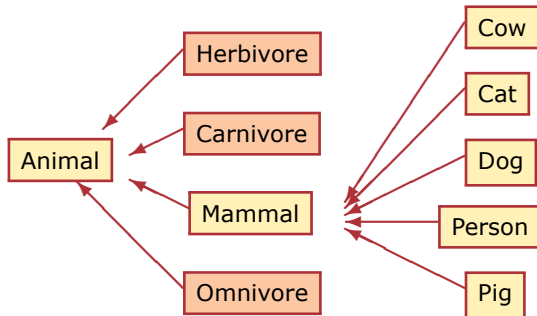 Animal
Herbivore
Carnivore
Mammal
Omnivore
Cow
Cat
Dog
Person
Pig